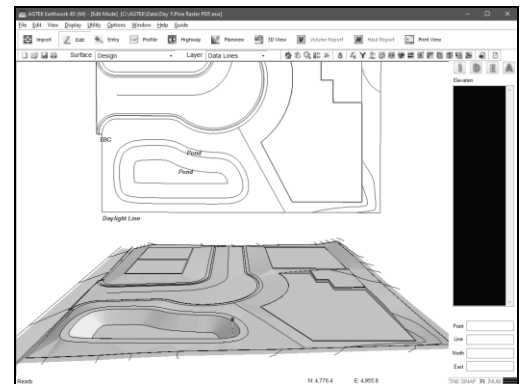 AGTEK Earthwork 4D (64) - [Edit Mode] [C:\AGTEK\Data\Day 1\Pine Raster PDF.esw]
File Edit View Display Utility Options Window Help Guide
Import Edit Entry Profile Highway Planview 3D View Volume Report Haul Report Print View
Surface Design Layer Data Lines
Elevation
EBC
Pond
Pond
Daylight Line
Point
Line
North
East
Ready N: 4,776.4 E: 4,955.8 TAB SNAP IR NUM